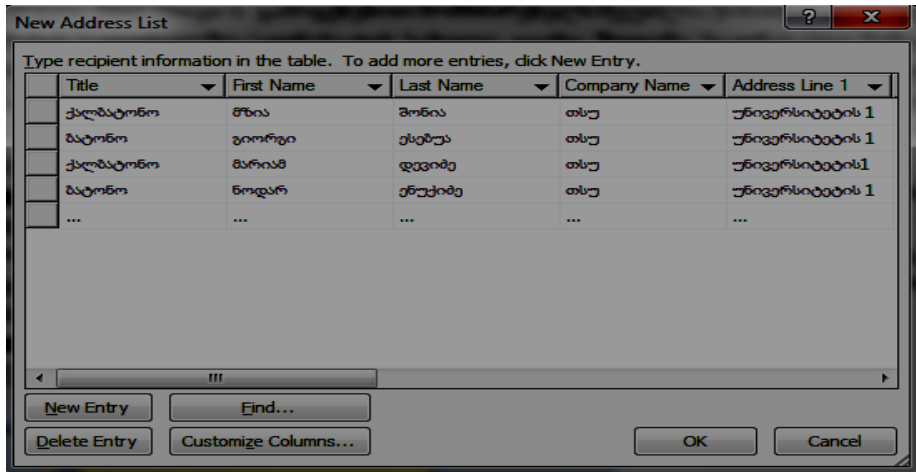 New Address List
Type recipient information in the table. To add more entries, click New Entry.
Title First Name Last Name Company Name Address Line 1
ქალბატონო მზია შონია თსუ უნივერსიტეტის 1
ბატონო გიორგი ესებუა თსუ უნივერსიტეტის 1
ქალბატონო მარიამ დევიძე თსუ უნივერსიტეტის1
ბატონო ნოდარ ენუქიძე თსუ უნივერსიტეტის 1
... ... ... ... ...
New Entry Find...
Delete Entry Customize Columns... OK Cancel